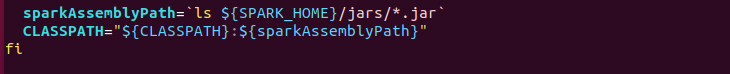 sparkAssemblyPath=`ls ${SPARK_HOME}/jars/*.jar`
CLASSPATH="${CLASSPATH}:${sparkAssemblyPath}"
fi